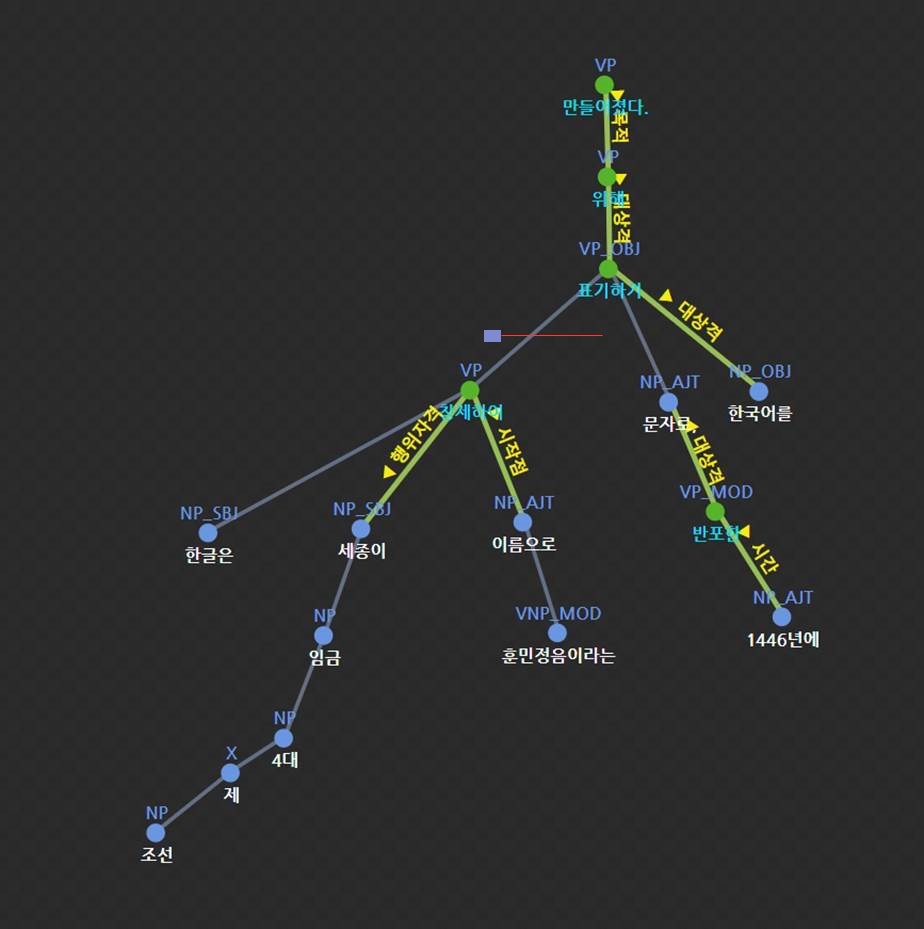 VP
만들어졌다.
목적
VP
위해
대상격
VP_OBJ
표기하기
대상격
VP
창제하여
NP_AJT
문자로
NP_OBJ
한국어를
행위자격
시작점
대상격
VP_MOD
반포한
NP_SBJ
한글은
NP_SBJ
세종이
NP_AJT
이름으로
시간
NP_AJT
1446년에
NP
임금
VNP_MOD
훈민정음이라는
NP
4대
X
제
NP
조선